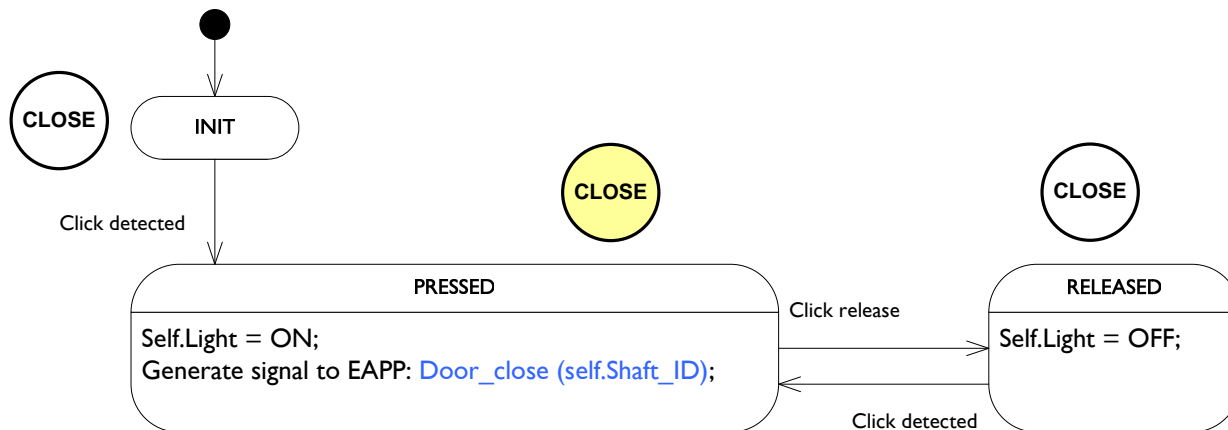 CLOSE
INIT
Click detected
CLOSE
CLOSE
PRESSED
Self.Light = ON;
Generate signal to EAPP: Door_close (self.Shaft_ID);
Click release
Click detected
RELEASED
Self.Light = OFF;